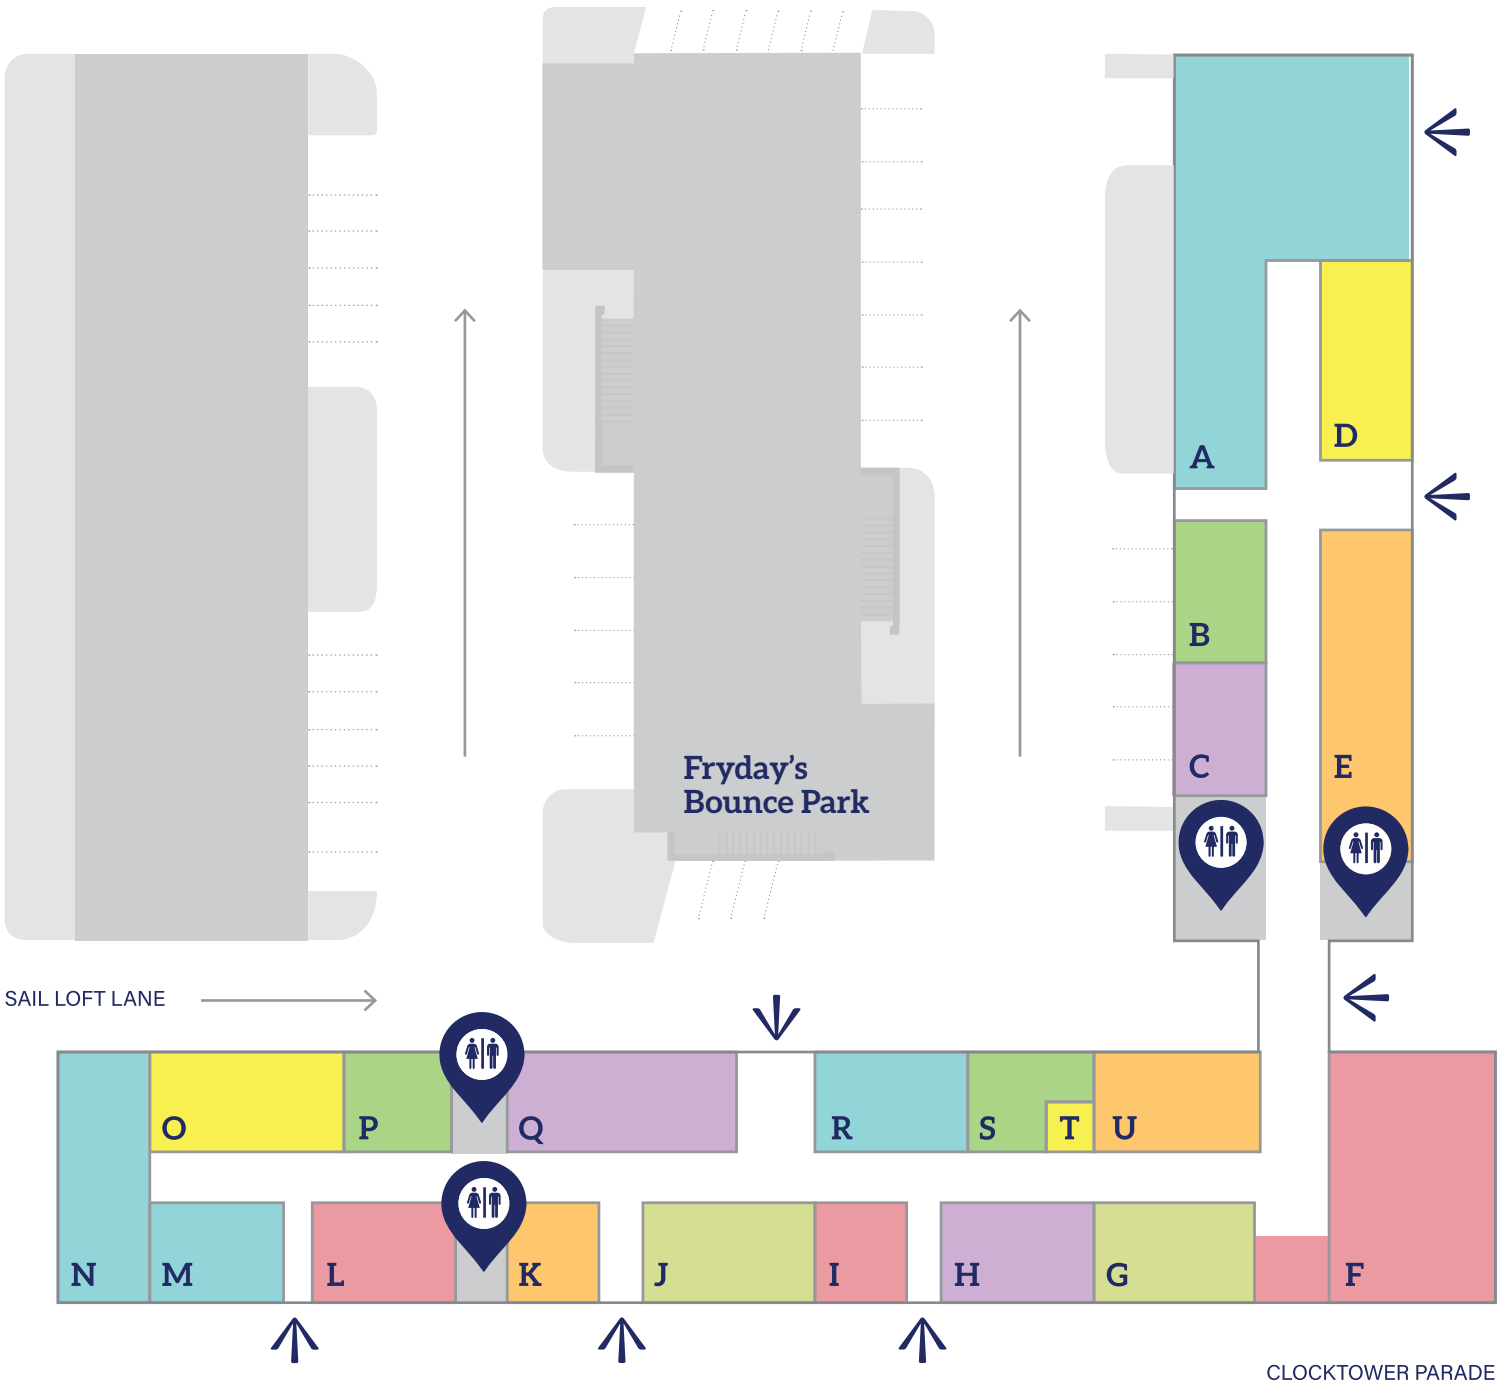 D
A
B
C
E
Fryday's
Bounce Park
SAIL LOFT LANE
O
P
Q
R
S
T
U
N
M
L
K
J
I
H
G
F
CLOCKTOWER PARADE